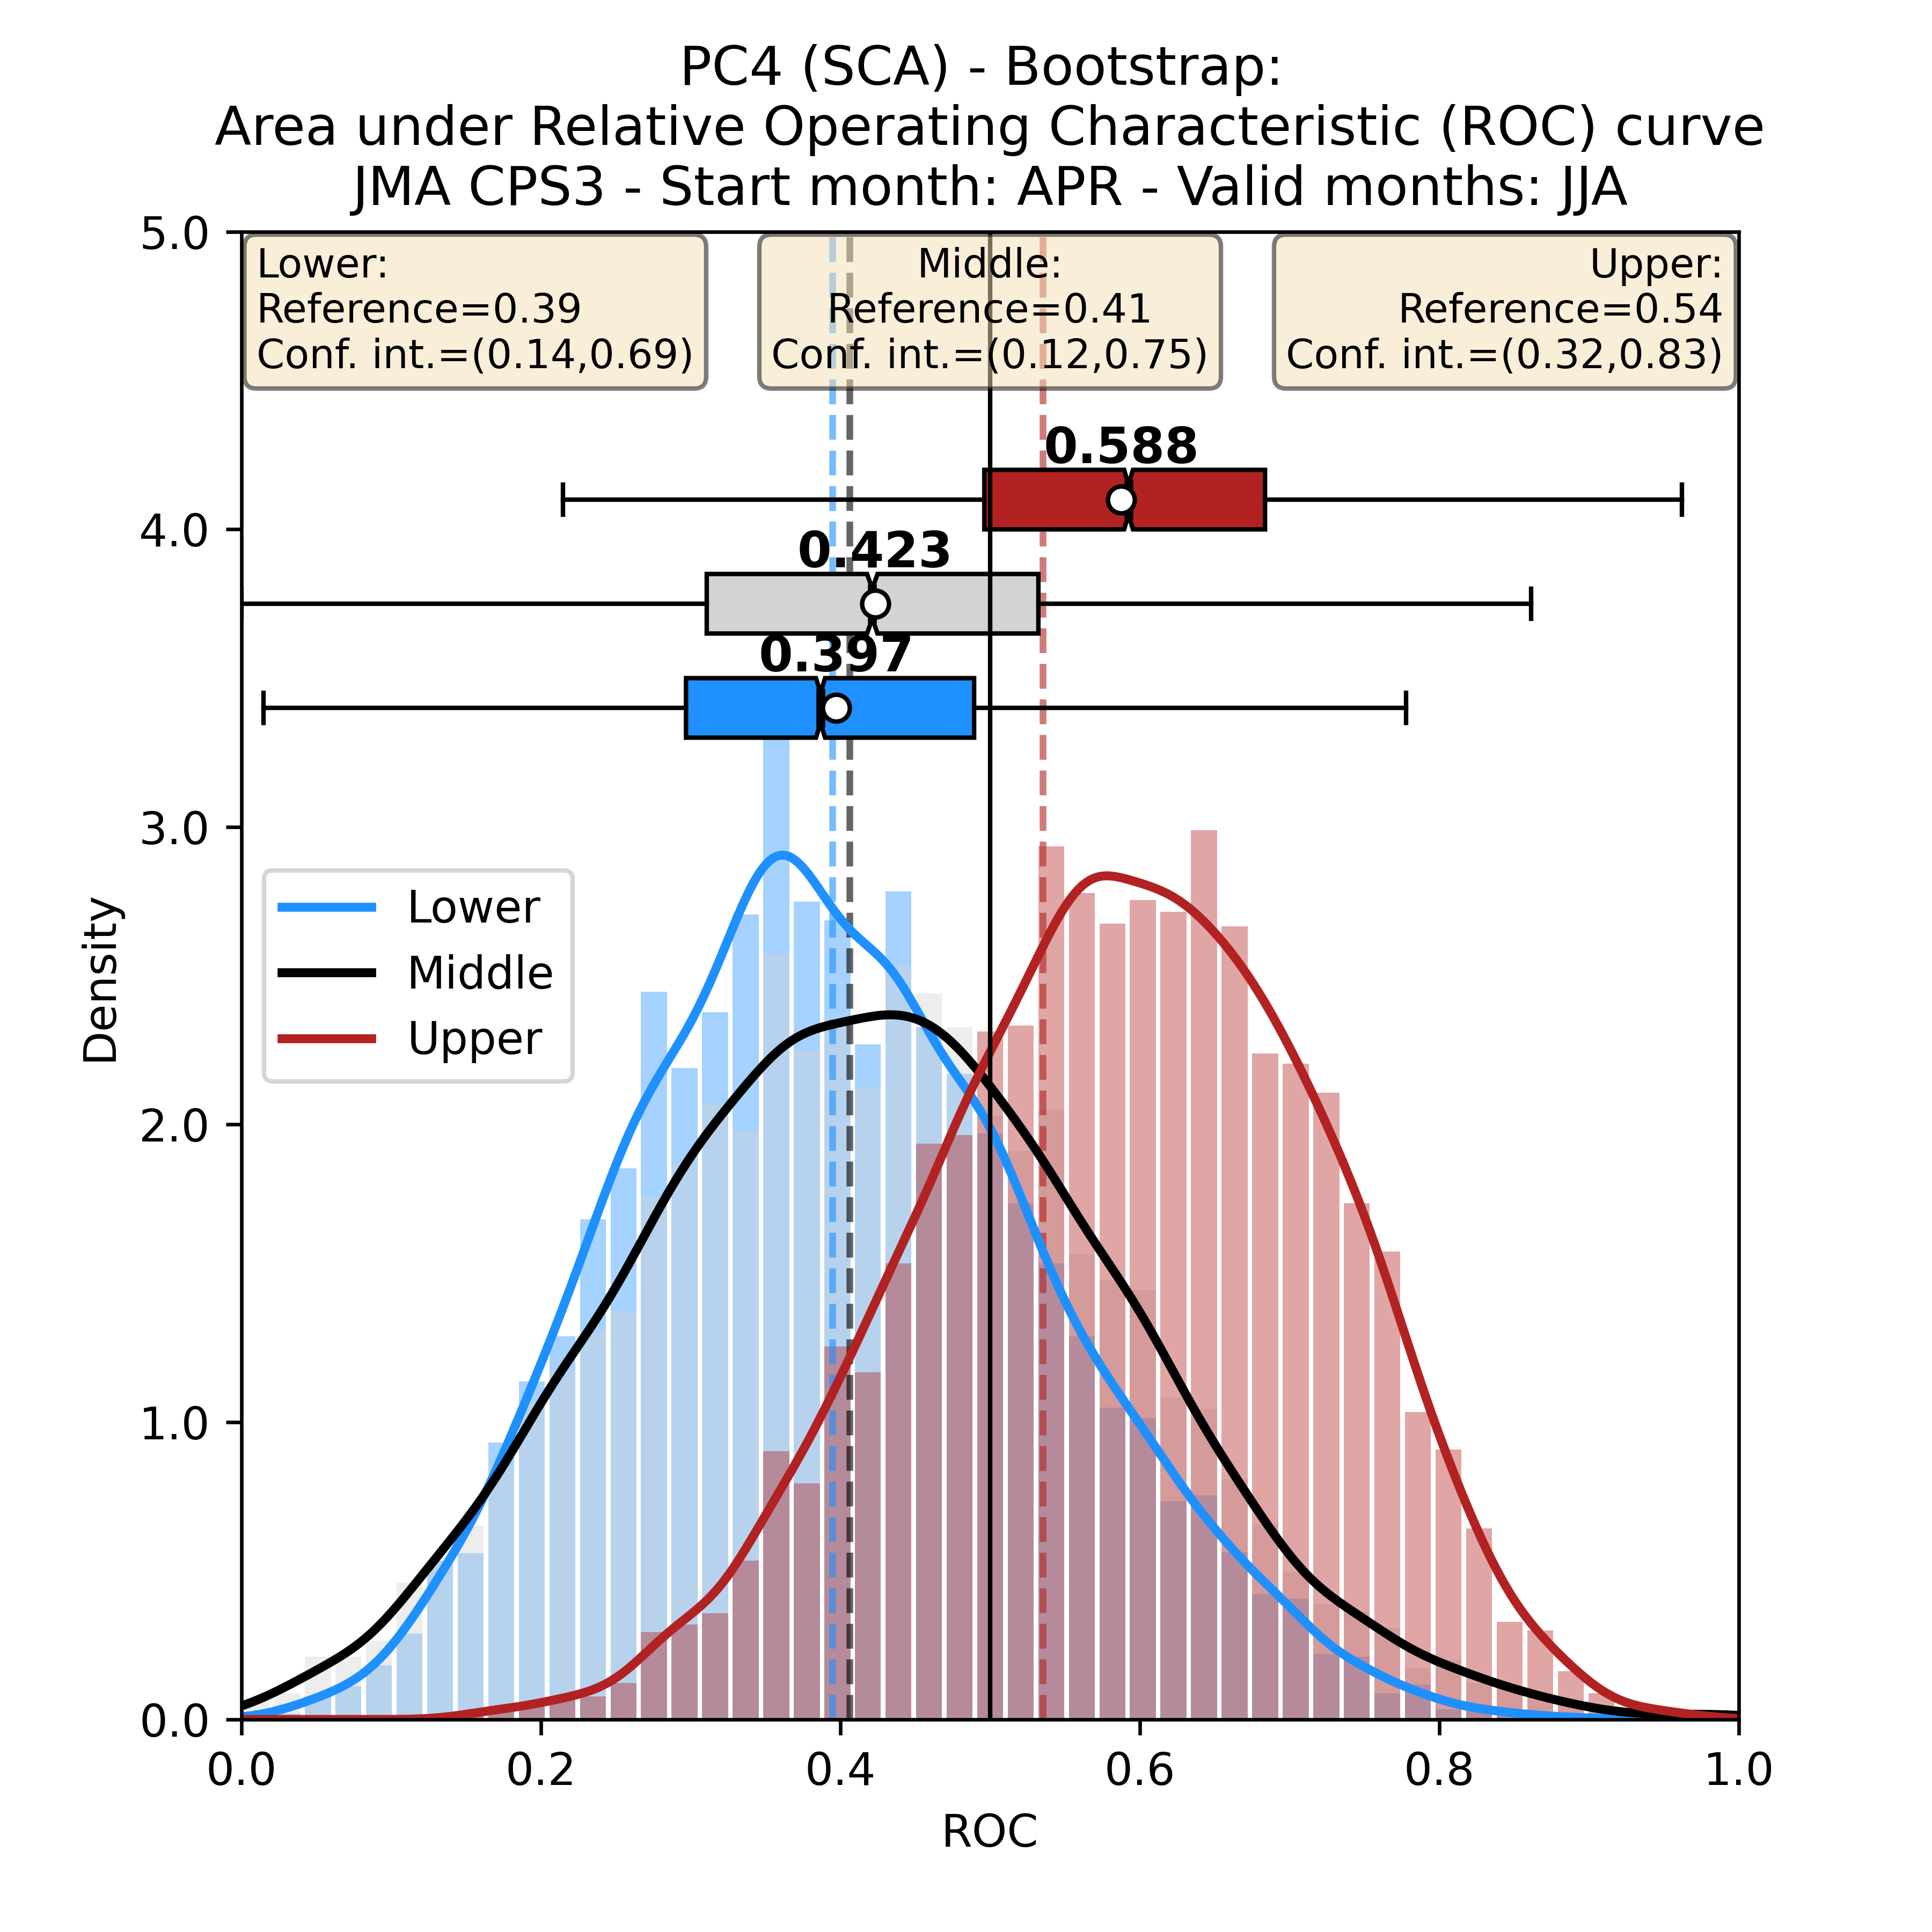 PC4 (SCA) - Bootstrap:
Area under Relative Operating Characteristic (ROC) curve
JMA CPS3 - Start month: APR - Valid months: JJA
5.0
4.0
3.0
2.0
1.0
0.0
Density
Lower:
Reference=0.39
Conf. int.=(0.14,0.69)
Middle:
Reference=0.41
Conf. int.=(0.12,0.75)
Upper:
Reference=0.54
Conf. int.=(0.32,0.83)
0.588
0.423
0.397
Lower
Middle
Upper
0.0
0.2
0.4
0.6
0.8
1.0
ROC